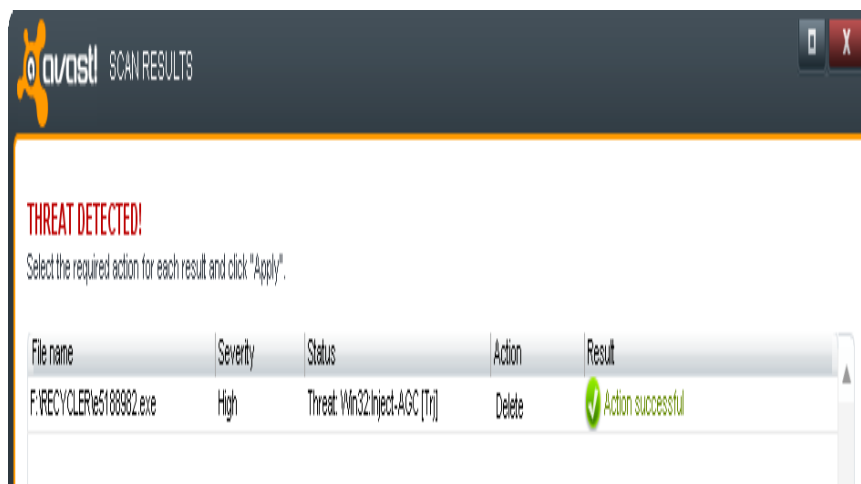 avast! SCAN RESULTS
THREAT DETECTED!
Select the required action for each result and click "Apply".
File name Severity Status Action Result
F:\RECYCLER\e5188982.exe High Threat: Win32:Inject-AGC [Trj] Delete Action successful